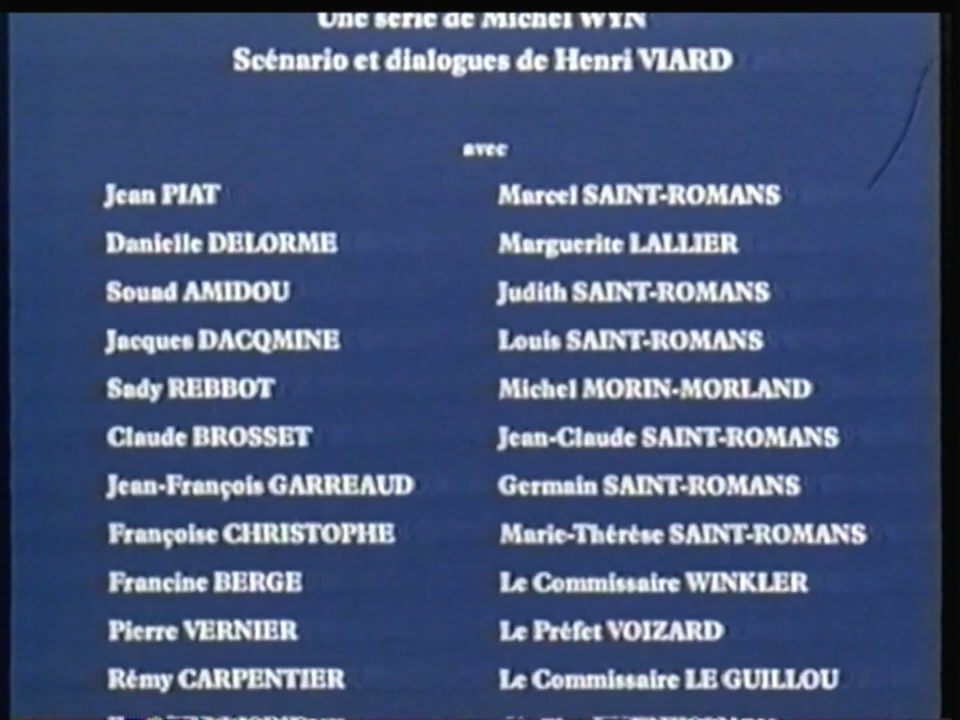 Une série de Michel WYN
Scénario et dialogues de Henri VIARD
avec
Jean PIAT Marcel SAINT-ROMANS
Danielle DELORME Marguerite LALLIER
Souad AMIDOU Judith SAINT-ROMANS
Jacques DACQMINE Louis SAINT-ROMANS
Sady REBBOT Michel MORIN-MORLAND
Claude BROSSET Jean-Claude SAINT-ROMANS
Jean-François GARREAUD Germain SAINT-ROMANS
Françoise CHRISTOPHE Marie-Thérèse SAINT-ROMANS
Francine BERGE Le Commissaire WINKLER
Pierre VERNIER Le Préfet VOIZARD
Rémy CARPENTIER Le Commissaire LE GUILLOU